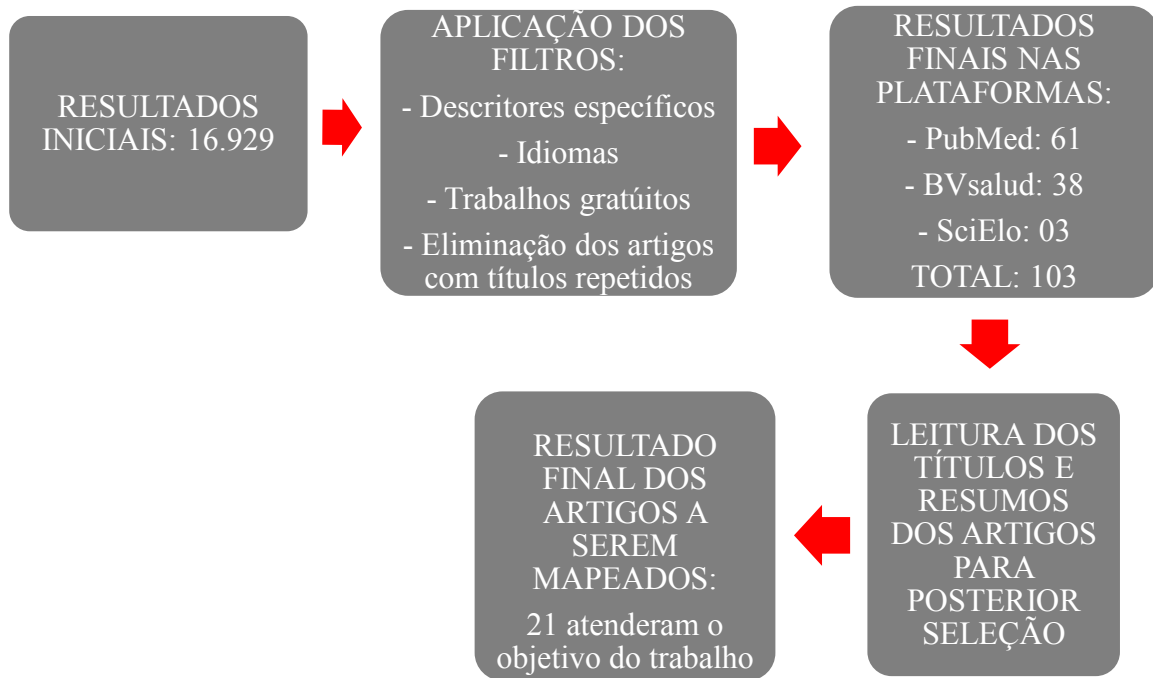 RESULTADOS
INICIAIS: 16.929
APLICAÇÃO DOS
FILTROS:
- Descritores específicos
- Idiomas
- Trabalhos gratúitos
- Eliminação dos artigos
com títulos repetidos
RESULTADOS
FINAIS NAS
PLATAFORMAS:
- PubMed: 61
- BVsalud: 38
- SciElo: 03
TOTAL: 103
LEITURA DOS
TÍTULOS E
RESUMOS
DOS ARTIGOS
PARA
POSTERIOR
SELEÇÃO
RESULTADO
FINAL DOS
ARTIGOS A
SEREM
MAPEADOS:
21 atenderam o
objetivo do trabalho